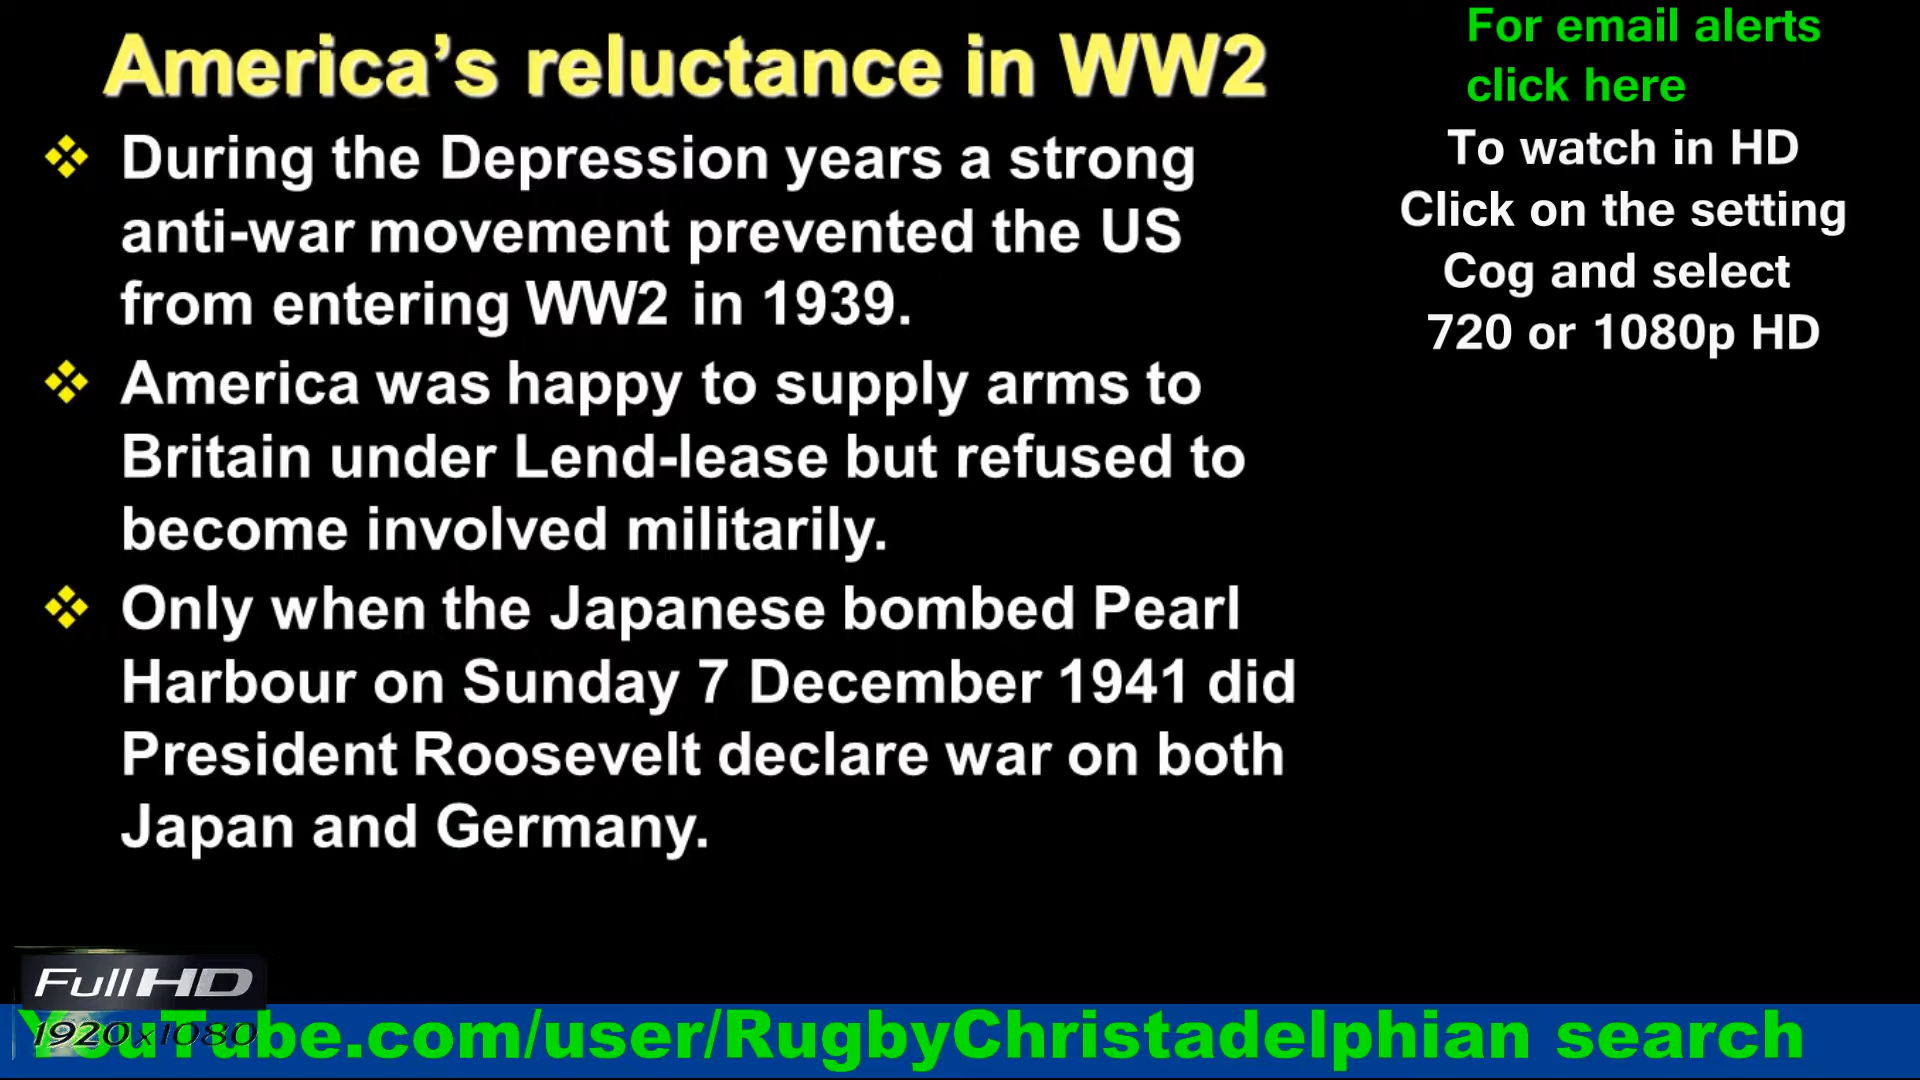 America's reluctance in WW2
During the Depression years a strong
anti-war movement prevented the US
from entering WW2 in 1939.
America was happy to supply arms to
Britain under Lend-lease but refused to
become involved militarily.
Only when the Japanese bombed Pearl
Harbour on Sunday 7 December 1941 did
President Roosevelt declare war on both
Japan and Germany.
For email alerts
click here
To watch in HD
Click on the setting
Cog and select
720 or 1080p HD
Full HD
1920x1080
YouTube.com/user/RugbyChristadelphian search